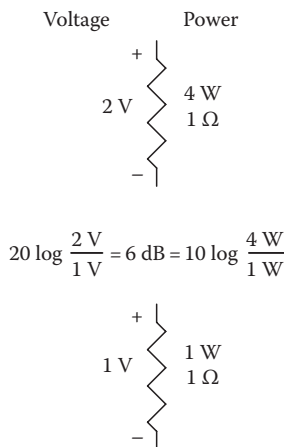 Voltage Power
+
2 V 4 W
1 Ω
−
20 log 2 V/1 V = 6 dB = 10 log 4 W/1 W
+
1 V 1 W
1 Ω
−